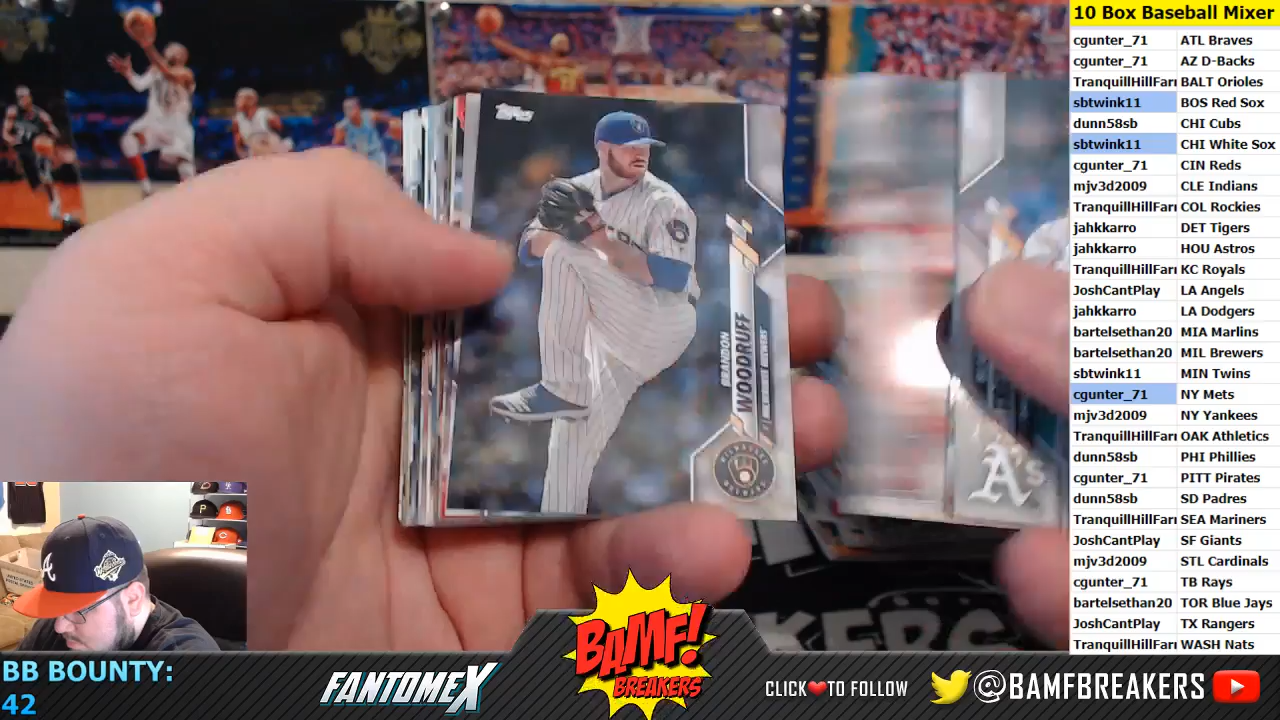 10 Box Baseball Mixer
cgunter_71 ATL Braves
cgunter_71 AZ D-Backs
TranquillHillFarı BALT Orioles
sbtwink11 BOS Red Sox
dunn58sb CHI Cubs
sbtwink11 CHI White Sox
cgunter_71 CIN Reds
mjv3d2009 CLE Indians
TranquillHillFarı COL Rockies
jahkkarro DET Tigers
jahkkarro HOU Astros
TranquillHillFarı KC Royals
JoshCantPlay LA Angels
jahkkarro LA Dodgers
bartelsethan20 MIA Marlins
bartelsethan20 MIL Brewers
sbtwink11 MIN Twins
cgunter_71 NY Mets
mjv3d2009 NY Yankees
TranquillHillFarı OAK Athletics
dunn58sb PHI Phillies
cgunter_71 PITT Pirates
dunn58sb SD Padres
TranquillHillFarı SEA Mariners
JoshCantPlay SF Giants
mjv3d2009 STL Cardinals
cgunter_71 TB Rays
bartelsethan20 TOR Blue Jays
JoshCantPlay TX Rangers
TranquillHillFarı WASH Nats
Topps
BRANDON
WOODRUFF
MILWAUKEE BREWERS
MILWAUKEE
BREWERS
A's
KERS
BB BOUNTY:
42
FANTOMEX
BAMF!
BREAKERS
CLICK❤TO FOLLOW
@BAMFBREAKERS